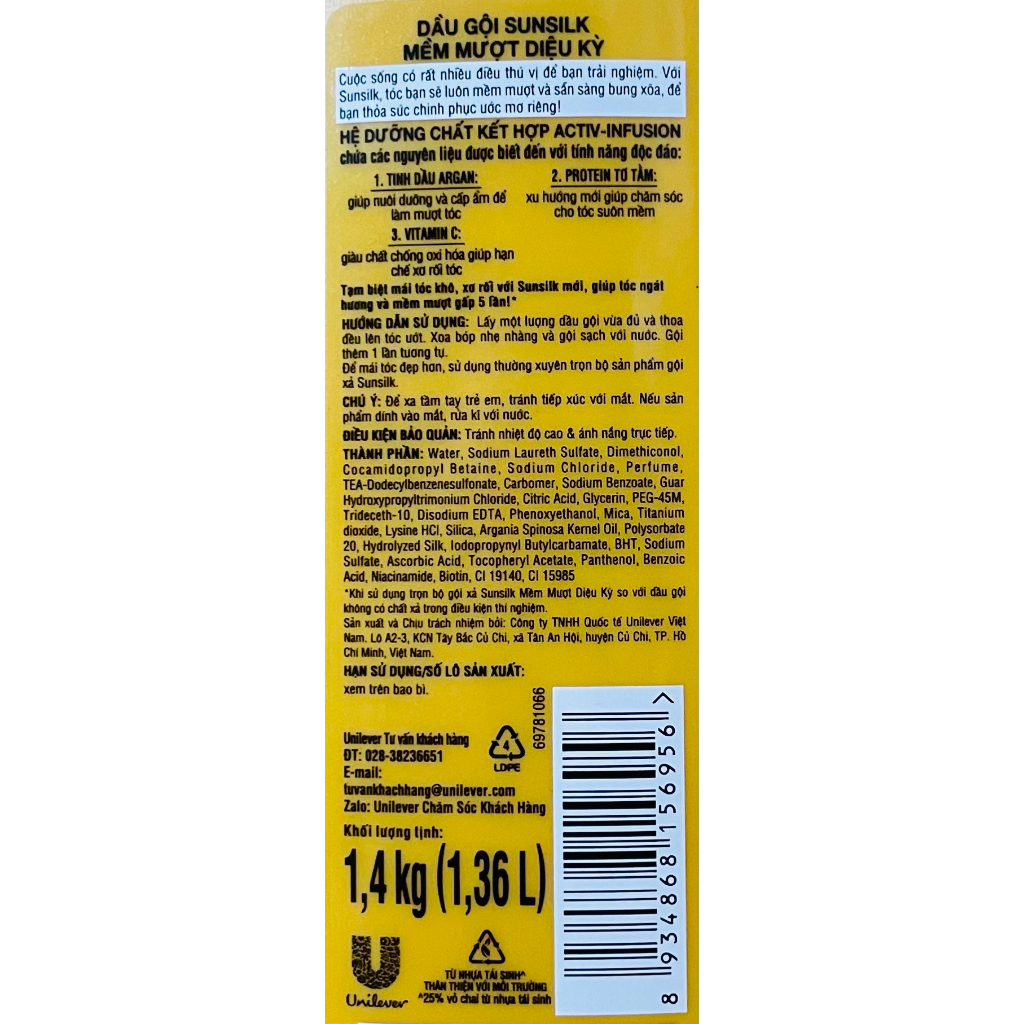 DẦU GỘI SUNSILK
MỀM MƯỢT DIỆU KỲ
Cuộc sống có rất nhiều điều thú vị để bạn trải nghiệm. Với
Sunsilk, tóc bạn sẽ luôn mềm mượt và sẵn sàng bung xõa, để
bạn thỏa sức chinh phục ước mơ riêng!
HỆ DƯỠNG CHẤT KẾT HỢP ACTIV-INFUSION
chứa các nguyên liệu được biết đến với tính năng độc đáo:
1. TINH DẦU ARGAN:
giúp nuôi dưỡng và cấp ẩm để
làm mượt tóc
2. PROTEIN TƠ TẰM:
xu hướng mới giúp chăm sóc
cho tóc suôn mềm
3. VITAMIN C:
giàu chất chống oxi hóa giúp hạn
chế xơ rối tóc
Tạm biệt mái tóc khô, xơ rối với Sunsilk mới, giúp tóc ngát
hương và mềm mượt gấp 5 lần!*
HƯỚNG DẪN SỬ DỤNG: Lấy một lượng dầu gội vừa đủ và thoa
đều lên tóc ướt. Xoa bóp nhẹ nhàng và gội sạch với nước. Gội
thêm 1 lần tương tự.
Để mái tóc đẹp hơn, sử dụng thường xuyên trọn bộ sản phẩm gội
xả Sunsilk.
CHÚ Ý: Để xa tầm tay trẻ em, tránh tiếp xúc với mắt. Nếu sản
phẩm dính vào mắt, rửa kĩ với nước.
ĐIỀU KIỆN BẢO QUẢN: Tránh nhiệt độ cao & ánh nắng trực tiếp.
THÀNH PHẦN: Water, Sodium Laureth Sulfate, Dimethiconol,
Cocamidopropyl Betaine, Sodium Chloride, Perfume,
TEA-Dodecylbenzenesulfonate, Carbomer, Sodium Benzoate, Guar
Hydroxypropyltrimonium Chloride, Citric Acid, Glycerin, PEG-45M,
Trideceth-10, Disodium EDTA, Phenoxyethanol, Mica, Titanium
dioxide, Lysine HCl, Silica, Argania Spinosa Kernel Oil, Polysorbate
20, Hydrolyzed Silk, Iodopropynyl Butylcarbamate, BHT, Sodium
Sulfate, Ascorbic Acid, Tocopheryl Acetate, Panthenol, Benzoic
Acid, Niacinamide, Biotin, CI 19140, CI 15985
*Khi sử dụng trọn bộ gội xả Sunsilk Mềm Mượt Diệu Kỳ so với dầu gội
không có chất xả trong điều kiện thí nghiệm.
Sản xuất và Chịu trách nhiệm bởi: Công ty TNHH Quốc tế Unilever Việt
Nam. Lô A2-3, KCN Tây Bắc Củ Chi, xã Tân An Hội, huyện Củ Chi, TP. Hồ
Chí Minh, Việt Nam.
HẠN SỬ DỤNG/SỐ LÔ SẢN XUẤT:
xem trên bao bì.
69781066
Unilever Tư vấn khách hàng
ĐT: 028-38236651
E-mail:
tuvankhachhang@unilever.com
Zalo: Unilever Chăm Sóc Khách Hàng
4
LDPE
Khối lượng tịnh:
1,4 kg (1,36 L)
8 934868 156956 >
Unilever
TỪ NHỰA TÁI SINH^
THÂN THIỆN VỚI MÔI TRƯỜNG
^25% vỏ chai từ nhựa tái sinh